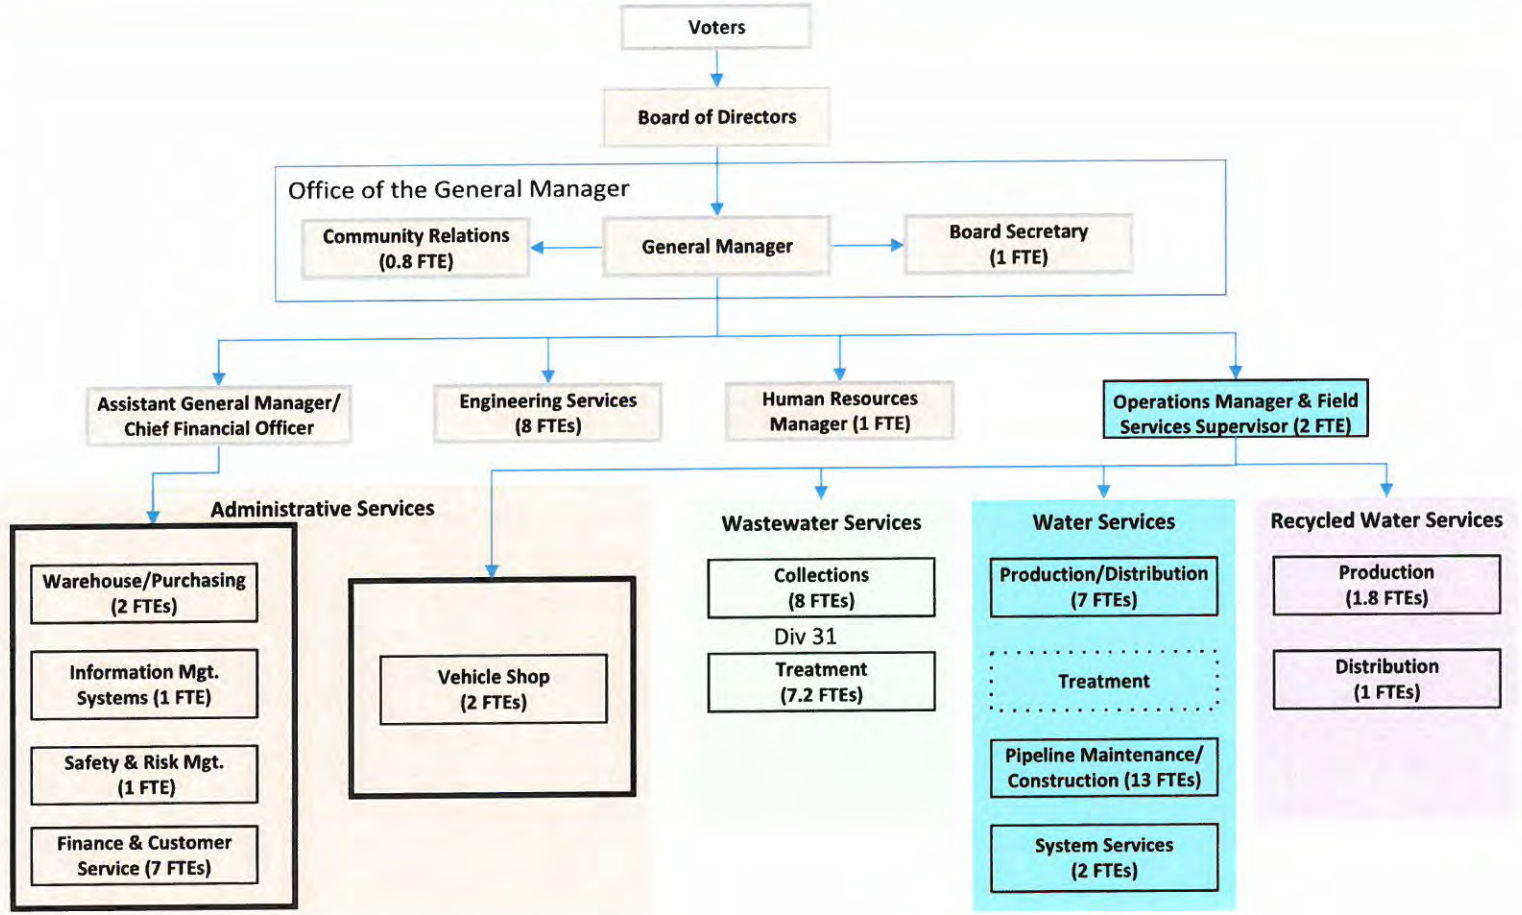 Voters
Board of Directors
Office of the General Manager
Community Relations
(0.8 FTE)
General Manager
Board Secretary
(1 FTE)
Assistant General Manager/
Chief Financial Officer
Engineering Services
(8 FTEs)
Human Resources
Manager (1 FTE)
Operations Manager & Field
Services Supervisor (2 FTE)
Administrative Services
Warehouse/Purchasing
(2 FTEs)
Information Mgt.
Systems (1 FTE)
Safety & Risk Mgt.
(1 FTE)
Finance & Customer
Service (7 FTEs)
Vehicle Shop
(2 FTEs)
Wastewater Services
Collections
(8 FTEs)
Div 31
Treatment
(7.2 FTEs)
Water Services
Production/Distribution
(7 FTEs)
Treatment
Pipeline Maintenance/
Construction (13 FTEs)
System Services
(2 FTEs)
Recycled Water Services
Production
(1.8 FTEs)
Distribution
(1 FTEs)